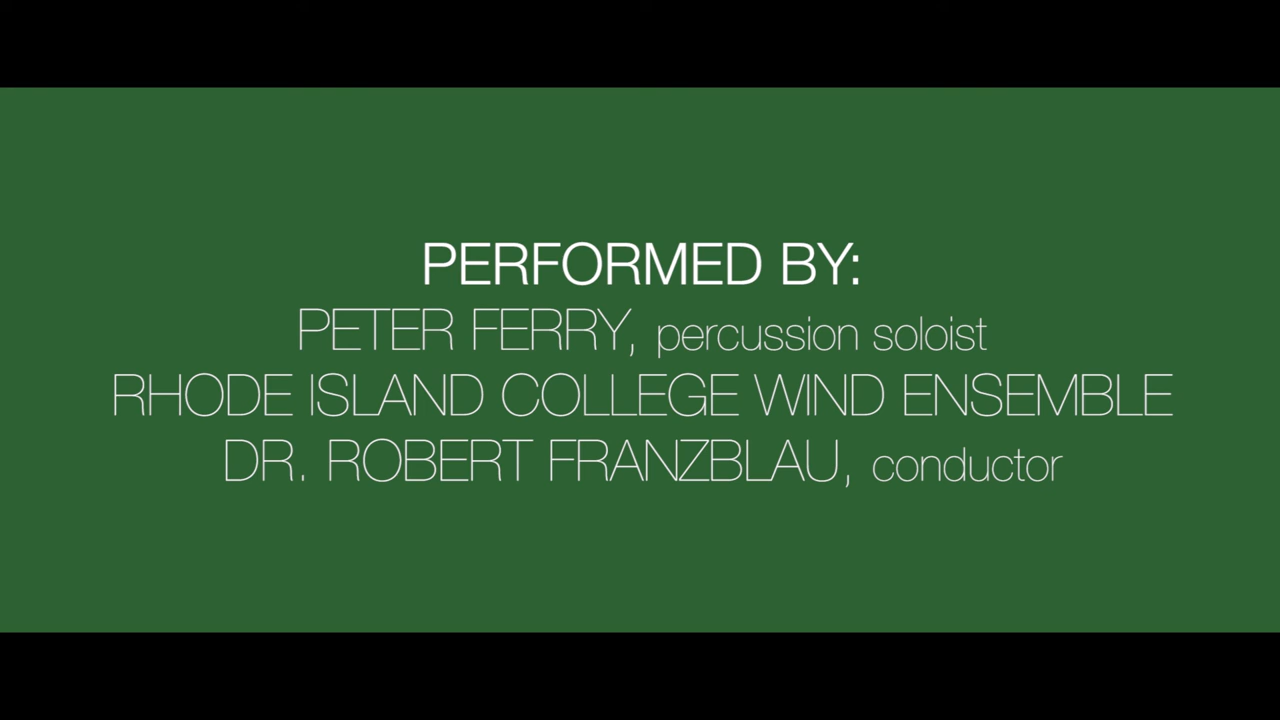 PERFORMED BY:
PETER FERRY, percussion soloist
RHODE ISLAND COLLEGE WIND ENSEMBLE
DR. ROBERT FRANZBLAU, conductor